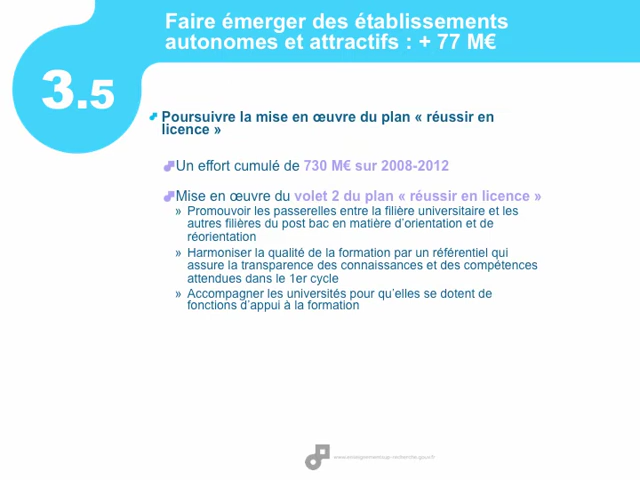 Faire émerger des établissements
autonomes et attractifs : + 77 M€
3.5
Poursuivre la mise en œuvre du plan « réussir en
licence »
Un effort cumulé de 730 M€ sur 2008-2012
Mise en œuvre du volet 2 du plan « réussir en licence »
» Promouvoir les passerelles entre la filière universitaire et les
autres filières du post bac en matière d'orientation et de
réorientation
» Harmoniser la qualité de la formation par un référentiel qui
assure la transparence des connaissances et des compétences
attendues dans le 1er cycle
» Accompagner les universités pour qu'elles se dotent de
fonctions d'appui à la formation
www.enseignementsup-recherche.gouv.fr